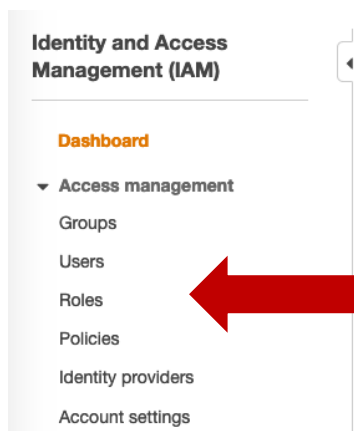 Identity and Access
Management (IAM)
Dashboard
Access management
Groups
Users
Roles
Policies
Identity providers
Account settings